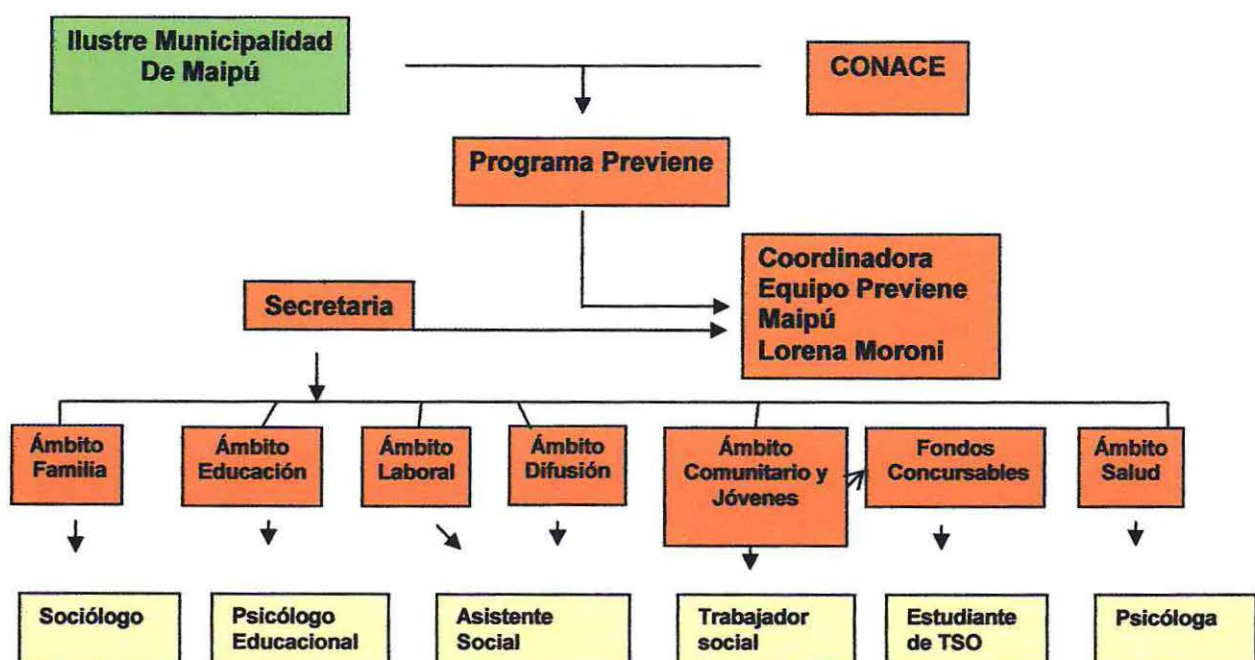 Ilustre Municipalidad
De Maipú
CONACE
Programa Previene
Coordinadora
Equipo Previene
Maipú
Lorena Moroni
Secretaria
Ámbito
Familia
Ámbito
Educación
Ámbito
Laboral
Ámbito
Difusión
Ámbito
Comunitario y
Jóvenes
Fondos
Concursables
Ámbito
Salud
Sociólogo
Psicólogo
Educacional
Asistente
Social
Trabajador
social
Estudiante
de TSO
Psicóloga